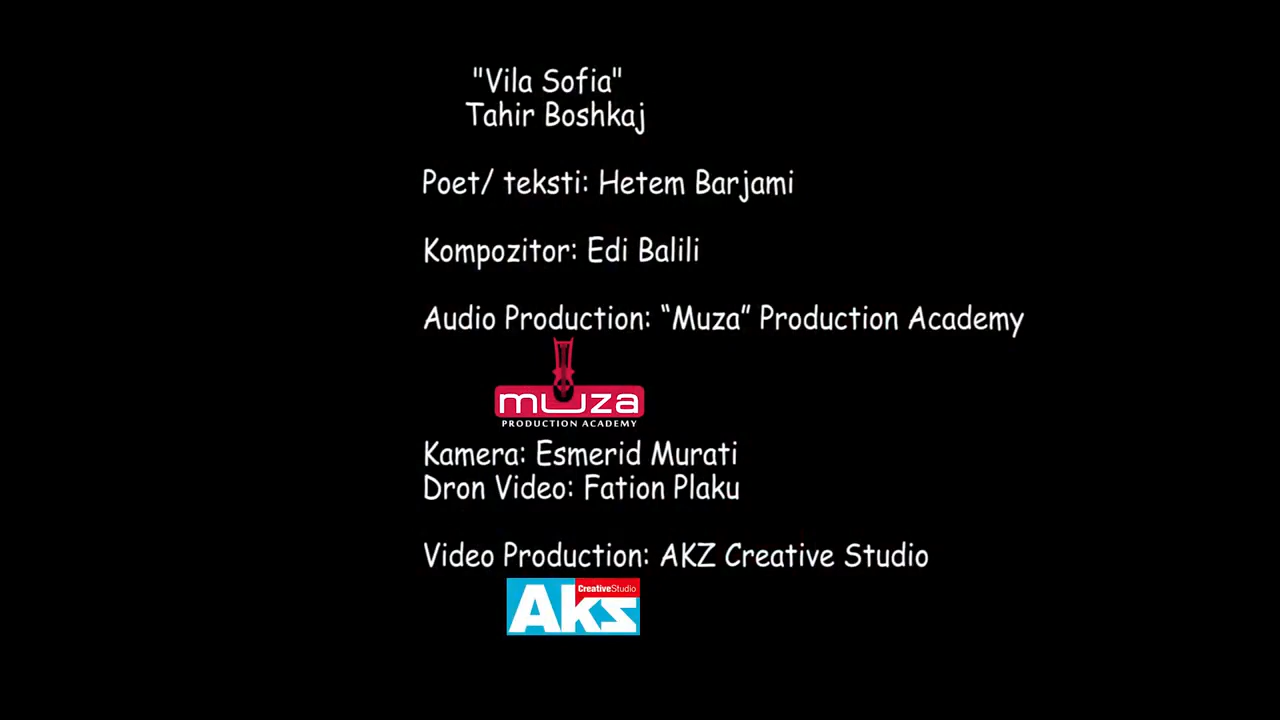 "Vila Sofia"
Tahir Boshkaj
Poet/ teksti: Hetem Barjami
Kompozitor: Edi Balili
Audio Production: “Muza” Production Academy
muza
PRODUCTION ACADEMY
Kamera: Esmerid Murati
Dron Video: Fation Plaku
Video Production: AKZ Creative Studio
CreativeStudio
Akz